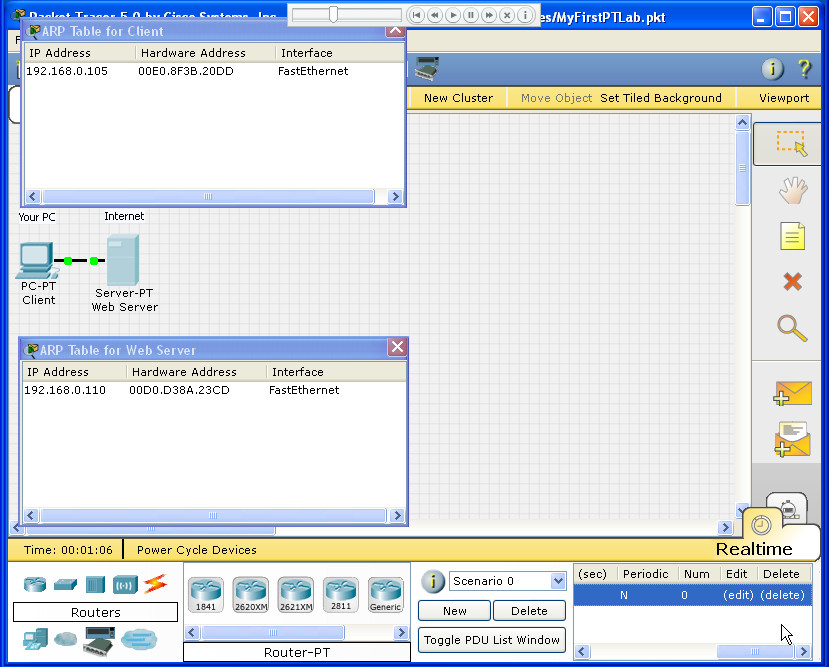 Packet Tracer 5.0 by Cisco Systems, Inc.
es/MyFirstPTLab.pkt
ARP Table for Client
IP Address Hardware Address Interface
192.168.0.105 00E0.8F3B.20DD FastEthernet
New Cluster Move Object Set Tiled Background Viewport
Your PC Internet
PC-PT
Client
Server-PT
Web Server
ARP Table for Web Server
IP Address Hardware Address Interface
192.168.0.110 00D0.D38A.23CD FastEthernet
Time: 00:01:06 Power Cycle Devices
Realtime
Routers
1841 2620XM 2621XM 2811 Generic
Router-PT
Scenario 0
New Delete
Toggle PDU List Window
(sec) Periodic Num Edit Delete
N 0 (edit) (delete)